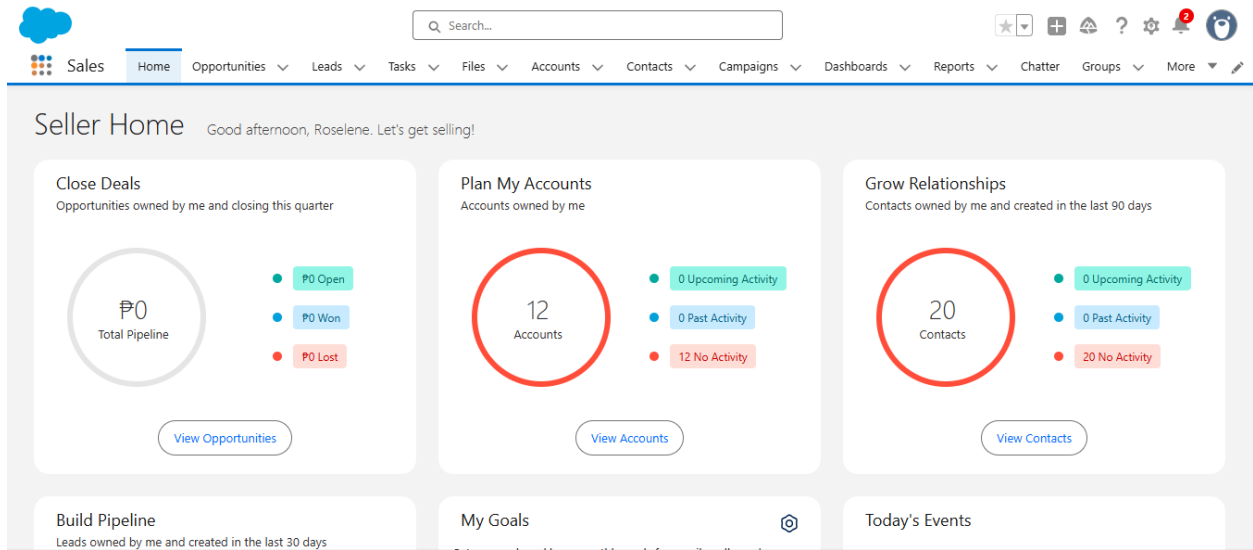 Search...
2
Sales Home Opportunities Leads Tasks Files Accounts Contacts Campaigns Dashboards Reports Chatter Groups More
Seller Home Good afternoon, Roselene. Let's get selling!
Close Deals
Opportunities owned by me and closing this quarter
₱0
Total Pipeline
₱0 Open
₱0 Won
₱0 Lost
View Opportunities
Plan My Accounts
Accounts owned by me
12
Accounts
0 Upcoming Activity
0 Past Activity
12 No Activity
View Accounts
Grow Relationships
Contacts owned by me and created in the last 90 days
20
Contacts
0 Upcoming Activity
0 Past Activity
20 No Activity
View Contacts
Build Pipeline
Leads owned by me and created in the last 30 days
My Goals
Today's Events